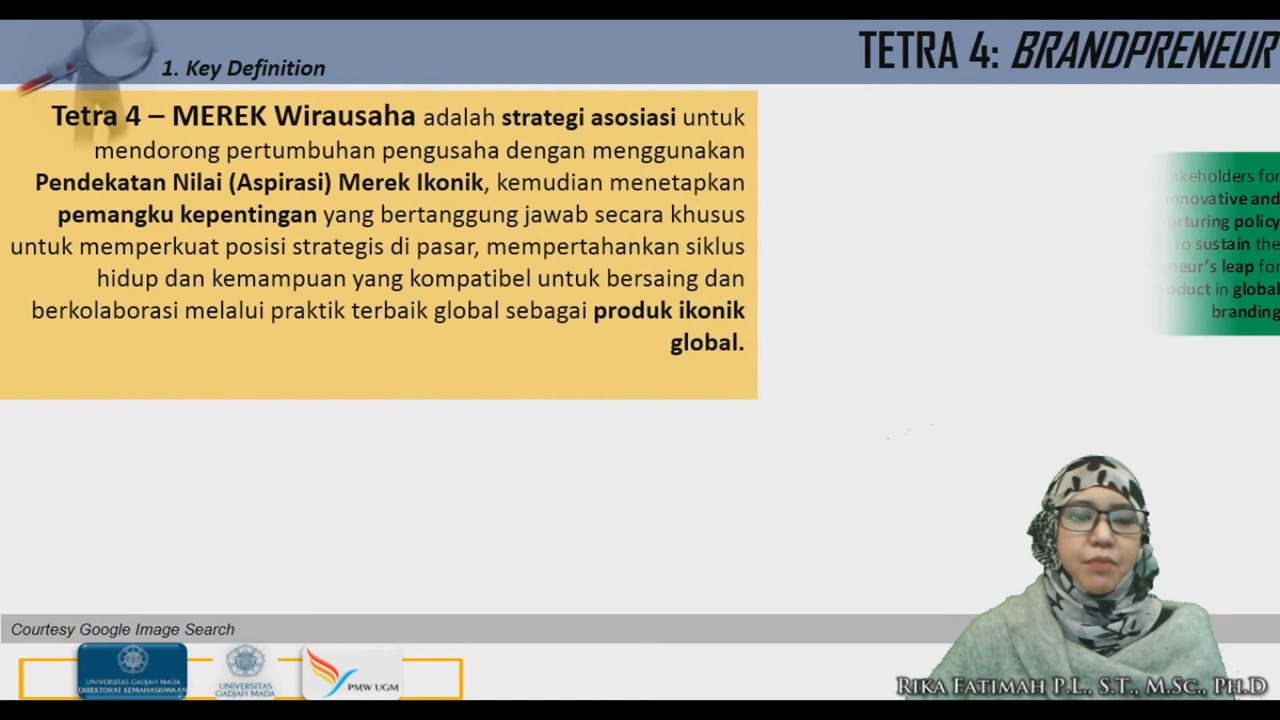 TETRA 4: BRANDPRENEUR
1. Key Definition
Tetra 4 – MEREK Wirausaha adalah strategi asosiasi untuk
mendorong pertumbuhan pengusaha dengan menggunakan
Pendekatan Nilai (Aspirasi) Merek Ikonik, kemudian menetapkan
pemangku kepentingan yang bertanggung jawab secara khusus
untuk memperkuat posisi strategis di pasar, mempertahankan siklus
hidup dan kemampuan yang kompatibel untuk bersaing dan
berkolaborasi melalui praktik terbaik global sebagai produk ikonik
global.
akeholders for
innovative and
urturing policy
to sustain the
neur's leap for
oduct in global
branding
Courtesy Google Image Search
UNIVERSITAS GADJAH MADA
DIREKTORAT KEMAHASISWAAN
UNIVERSITAS
GADJAH MADA
PMW UGM
RIKA FATIMAH P.L., S.T., M.SC., PH.D